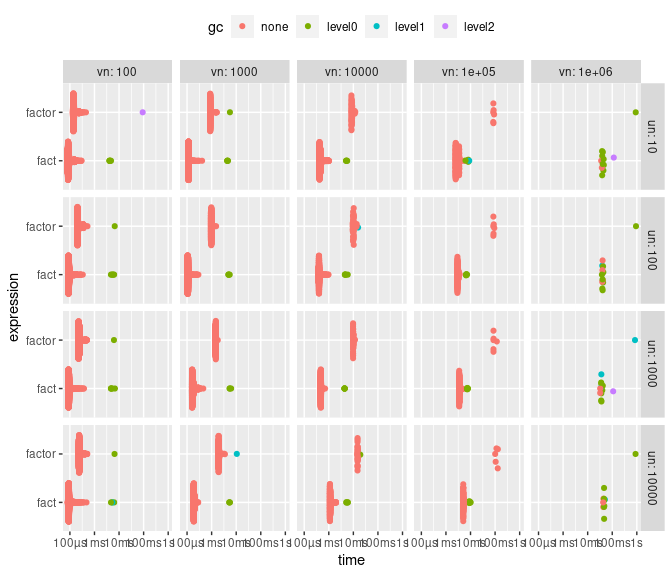 gc none level0 level1 level2
vn: 100 vn: 1000 vn: 10000 vn: 1e+05 vn: 1e+06
factor
fact
un: 10
factor
fact
un: 100
factor
fact
un: 1000
factor
fact
un: 10000
expression
100µs 1ms 10ms 100ms 1s 100µs 1ms 10ms 100ms 1s 100µs 1ms 10ms 100ms 1s 100µs 1ms 10ms 100ms 1s 100µs 1ms 10ms 100ms 1s
time